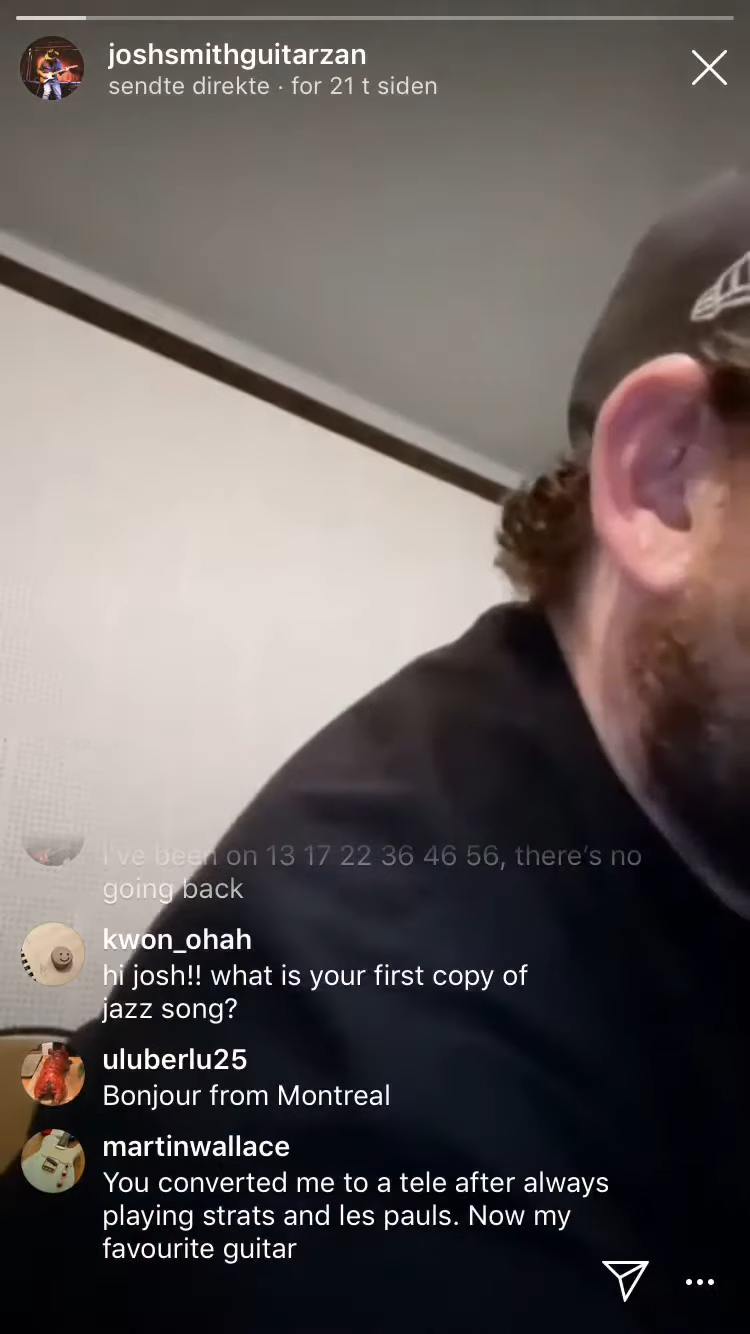 joshsmithguitarzan
sendte direkte · for 21 t siden
I've been on 13 17 22 36 46 56, there's no
going back
kwon_ohah
hi josh!! what is your first copy of
jazz song?
uluberlu25
Bonjour from Montreal
martinwallace
You converted me to a tele after always
playing strats and les pauls. Now my
favourite guitar